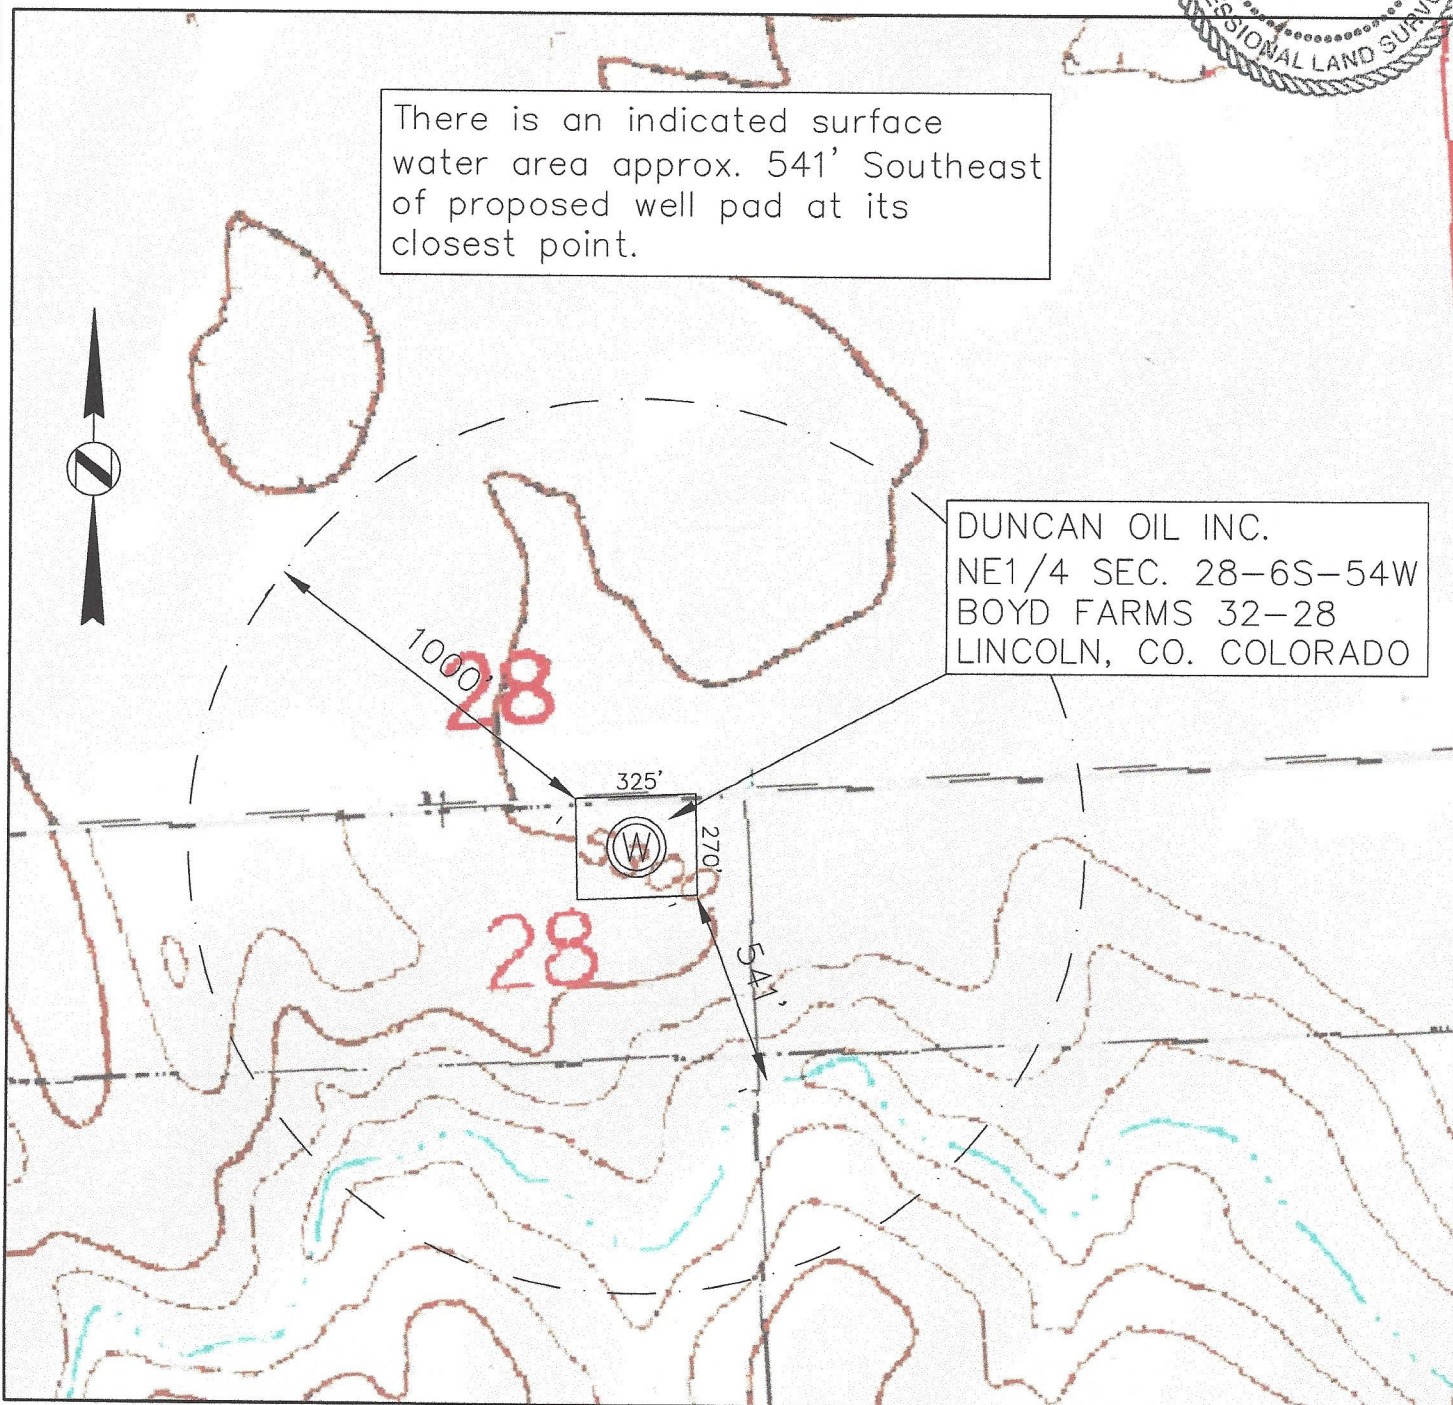 ESSIONAL LAND SURVE
There is an indicated surface
water area approx. 541' Southeast
of proposed well pad at its
closest point.
DUNCAN OIL INC.
NE1/4 SEC. 28-6S-54W
BOYD FARMS 32-28
LINCOLN, CO. COLORADO
N
1000'
28
325'
W
270'
28
541'